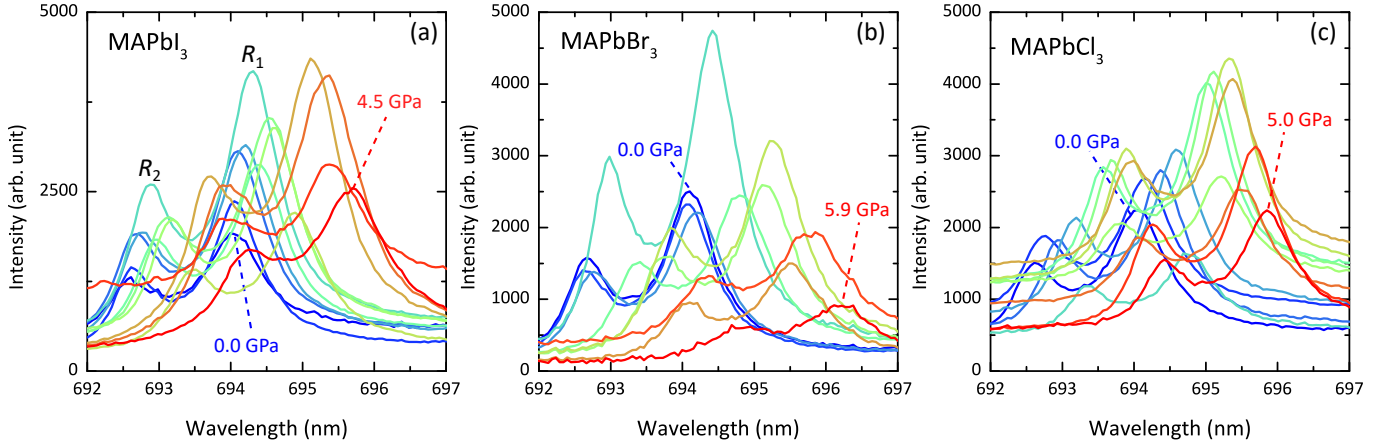 (a)
MAPbI3
R1
R2
4.5 GPa
0.0 GPa
5000
2500
0
692 693 694 695 696 697
Intensity (arb. unit)
Wavelength (nm)
(b)
MAPbBr3
0.0 GPa
5.9 GPa
5000
4000
3000
2000
1000
0
692 693 694 695 696 697
Intensity (arb. unit)
Wavelength (nm)
(c)
MAPbCl3
0.0 GPa
5.0 GPa
5000
4000
3000
2000
1000
0
692 693 694 695 696 697
Intensity (arb. unit)
Wavelength (nm)